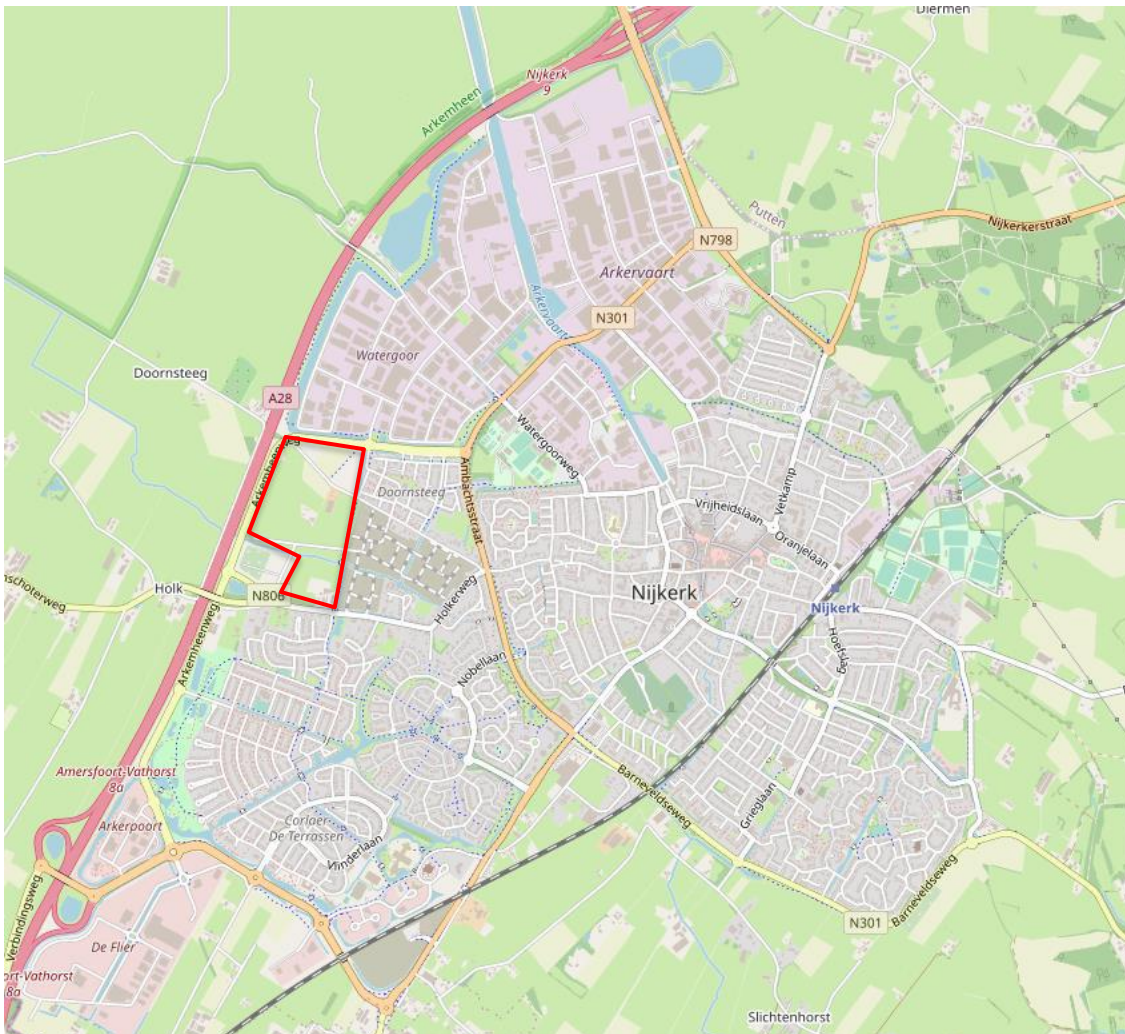 Diermen
Nijkerk
9
Arkemheen
Putten
Nijkerkerstraat
N798
Arkervaart
Arkervaart
N301
Watergoor
Doornsteeg
A28
Watergoorweg
Arkemheenweg
Ambachtsstraat
Doornsteeg
Vetkamp
Vrijheidslaan
Oranjelaan
nschoterweg
Holk
N806
Holkerweg
Nijkerk
Nijkerk
Hoefslag
Arkemheenweg
Nobellaan
Amersfoort-Vathorst
8a
Arkerpoort
Corlaer
De Terrassen
Vlinderlaan
Barneveldseweg
Grieglaan
Verbindingsweg
De Flier
N301
Barneveldseweg
ort-Vathorst
8a
Slichtenhorst